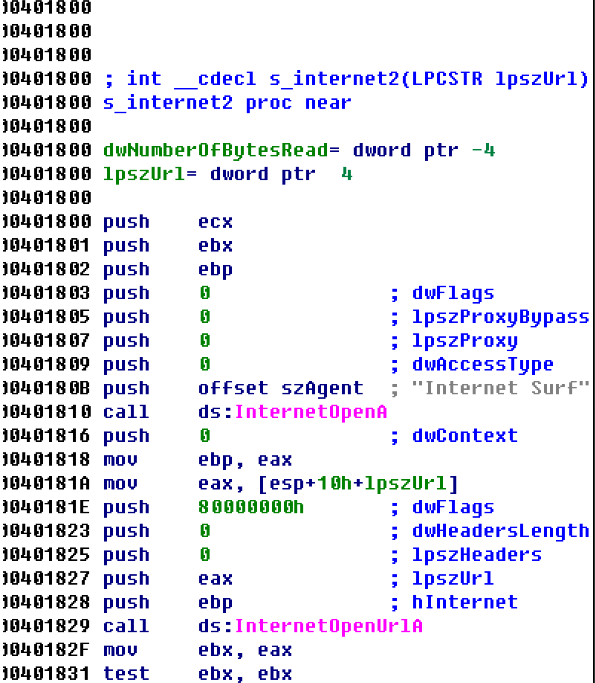 00401800
00401800
00401800
00401800 ; int __cdecl s_internet2(LPCSTR lpszUrl)
00401800 s_internet2 proc near
00401800
00401800 dwNumberOfBytesRead= dword ptr -4
00401800 lpszUrl= dword ptr  4
00401800
00401800 push    ecx
00401801 push    ebx
00401802 push    ebp
00401803 push    0               ; dwFlags
00401805 push    0               ; lpszProxyBypass
00401807 push    0               ; lpszProxy
00401809 push    0               ; dwAccessType
0040180B push    offset szAgent  ; "Internet Surf"
00401810 call    ds:InternetOpenA
00401816 push    0               ; dwContext
00401818 mov     ebp, eax
0040181A mov     eax, [esp+10h+lpszUrl]
0040181E push    80000000h       ; dwFlags
00401823 push    0               ; dwHeadersLength
00401825 push    0               ; lpszHeaders
00401827 push    eax             ; lpszUrl
00401828 push    ebp             ; hInternet
00401829 call    ds:InternetOpenUrlA
0040182F mov     ebx, eax
00401831 test    ebx, ebx